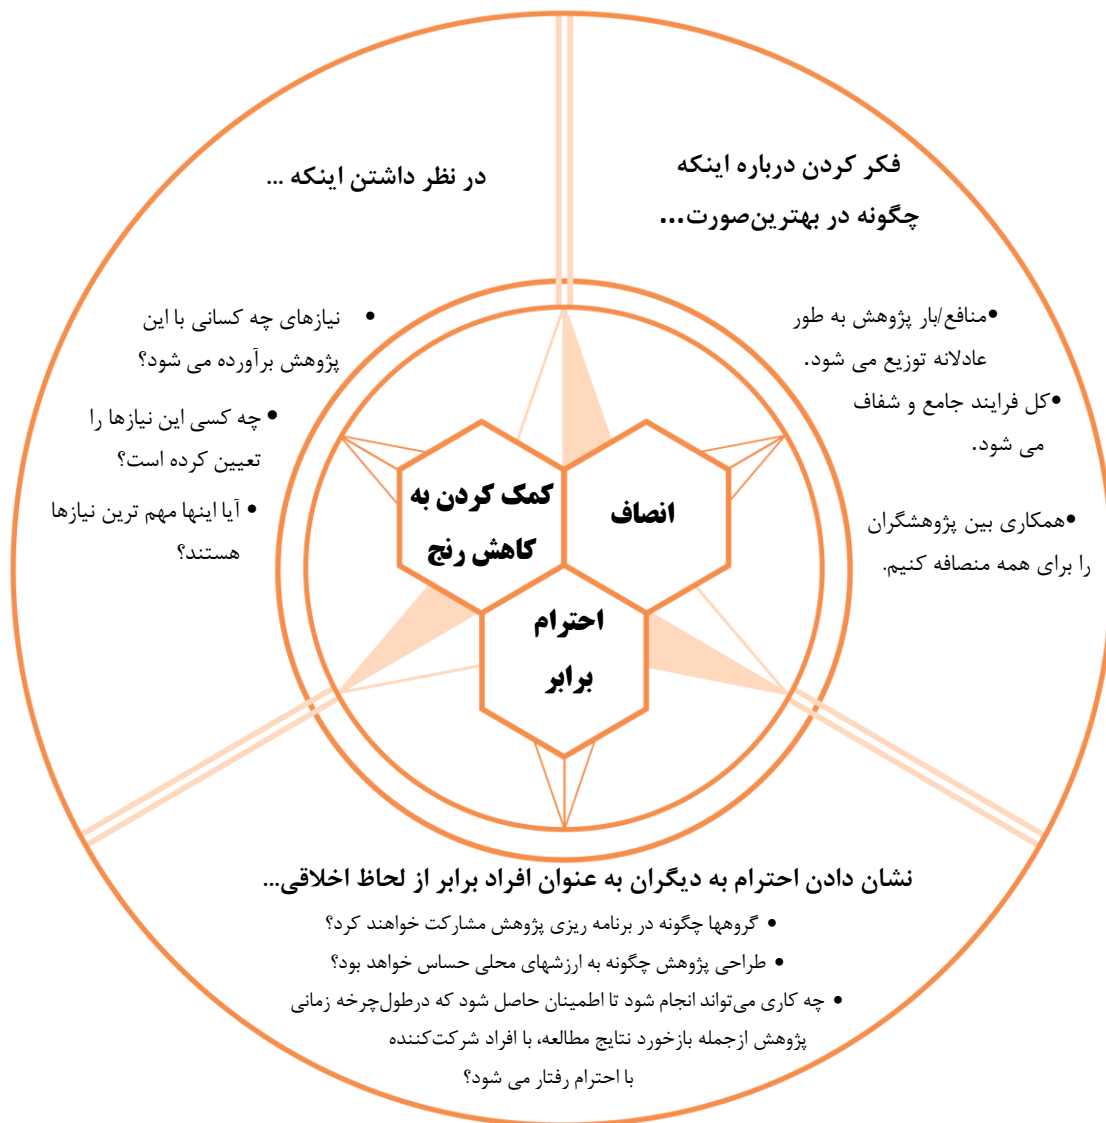 فکر کردن درباره اینکه
چگونه در بهترین‌صورت...
•منافع/بار پژوهش به طور
عادلانه توزیع می شود.
•کل فرایند جامع و شفاف
می شود.
•همکاری بین پژوهشگران
را برای همه منصافه کنیم.
در نظر داشتن اینکه ...
• نیازهای چه کسانی با این
پژوهش برآورده می شود؟
• چه کسی این نیازها را
تعیین کرده است؟
• آیا اینها مهم ترین نیازها
هستند؟
انصاف
کمک کردن به
کاهش رنج
احترام
برابر
نشان دادن احترام به دیگران به عنوان افراد برابر از لحاظ اخلاقی...
• گروهها چگونه در برنامه ریزی پژوهش مشارکت خواهند کرد؟
• طراحی پژوهش چگونه به ارزشهای محلی حساس خواهد بود؟
• چه کاری می‌تواند انجام شود تا اطمینان حاصل شود که درطول‌چرخه زمانی
پژوهش ازجمله بازخورد نتایج مطالعه، با افراد شرکت‌کننده
با احترام رفتار می شود؟